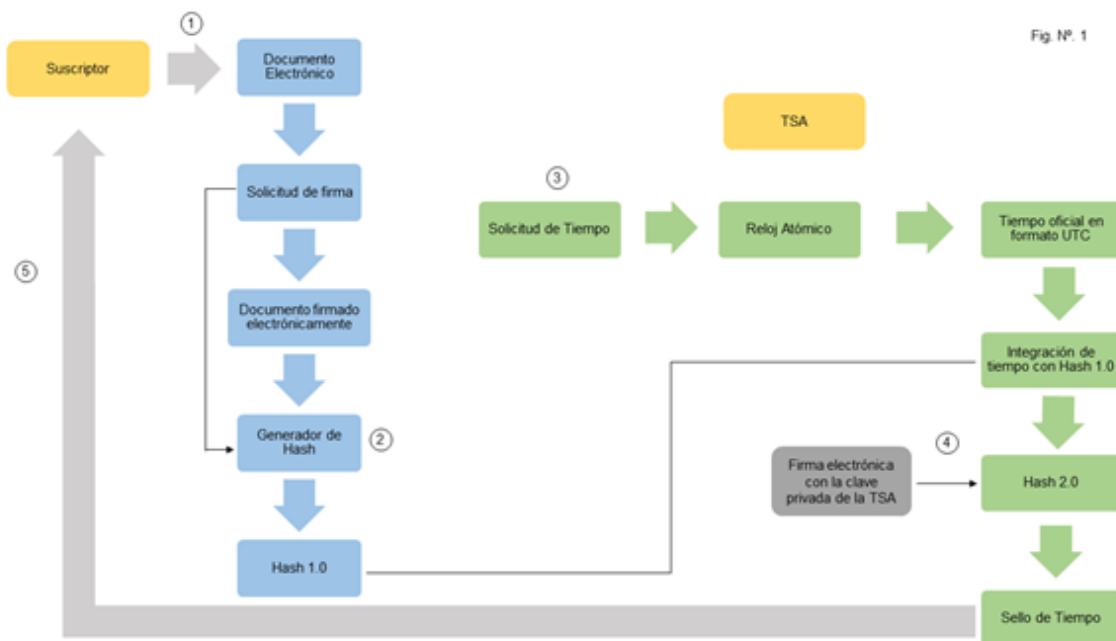 Fig. Nº. 1
1
Suscriptor
Documento
Electrónico
TSA
Solicitud de firma
3
Solicitud de Tiempo
Reloj Atómico
Tiempo oficial en
formato UTC
5
Documento firmado
electrónicamente
Integración de
tiempo con Hash 1.0
Generador de
Hash
2
4
Firma electrónica
con la clave
privada de la TSA
Hash 2.0
Hash 1.0
Sello de Tiempo